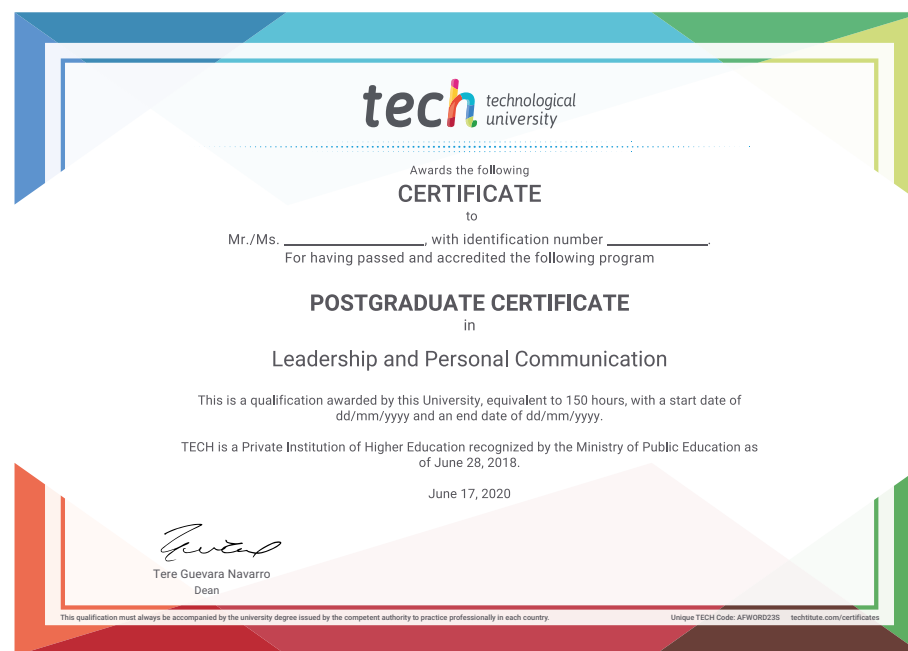 tech technological
university
Awards the following
CERTIFICATE
to
Mr./Ms. ____________________, with identification number ______________.
For having passed and accredited the following program
POSTGRADUATE CERTIFICATE
in
Leadership and Personal Communication
This is a qualification awarded by this University, equivalent to 150 hours, with a start date of
dd/mm/yyyy and an end date of dd/mm/yyyy.
TECH is a Private Institution of Higher Education recognized by the Ministry of Public Education as
of June 28, 2018.
June 17, 2020
Tere Guevara Navarro
Dean
This qualification must always be accompanied by the university degree issued by the competent authority to practice professionally in each country. Unique TECH Code: AFWORD23S techtitute.com/certificates